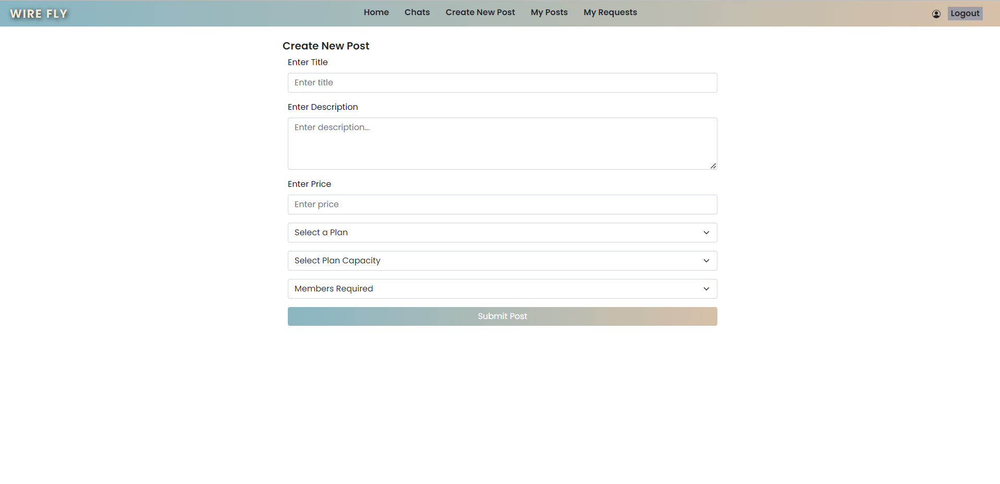 WIRE FLY
Home Chats Create New Post My Posts My Requests
Logout
Create New Post
Enter Title
Enter title
Enter Description
Enter description...
Enter Price
Enter price
Select a Plan
Select Plan Capacity
Members Required
Submit Post